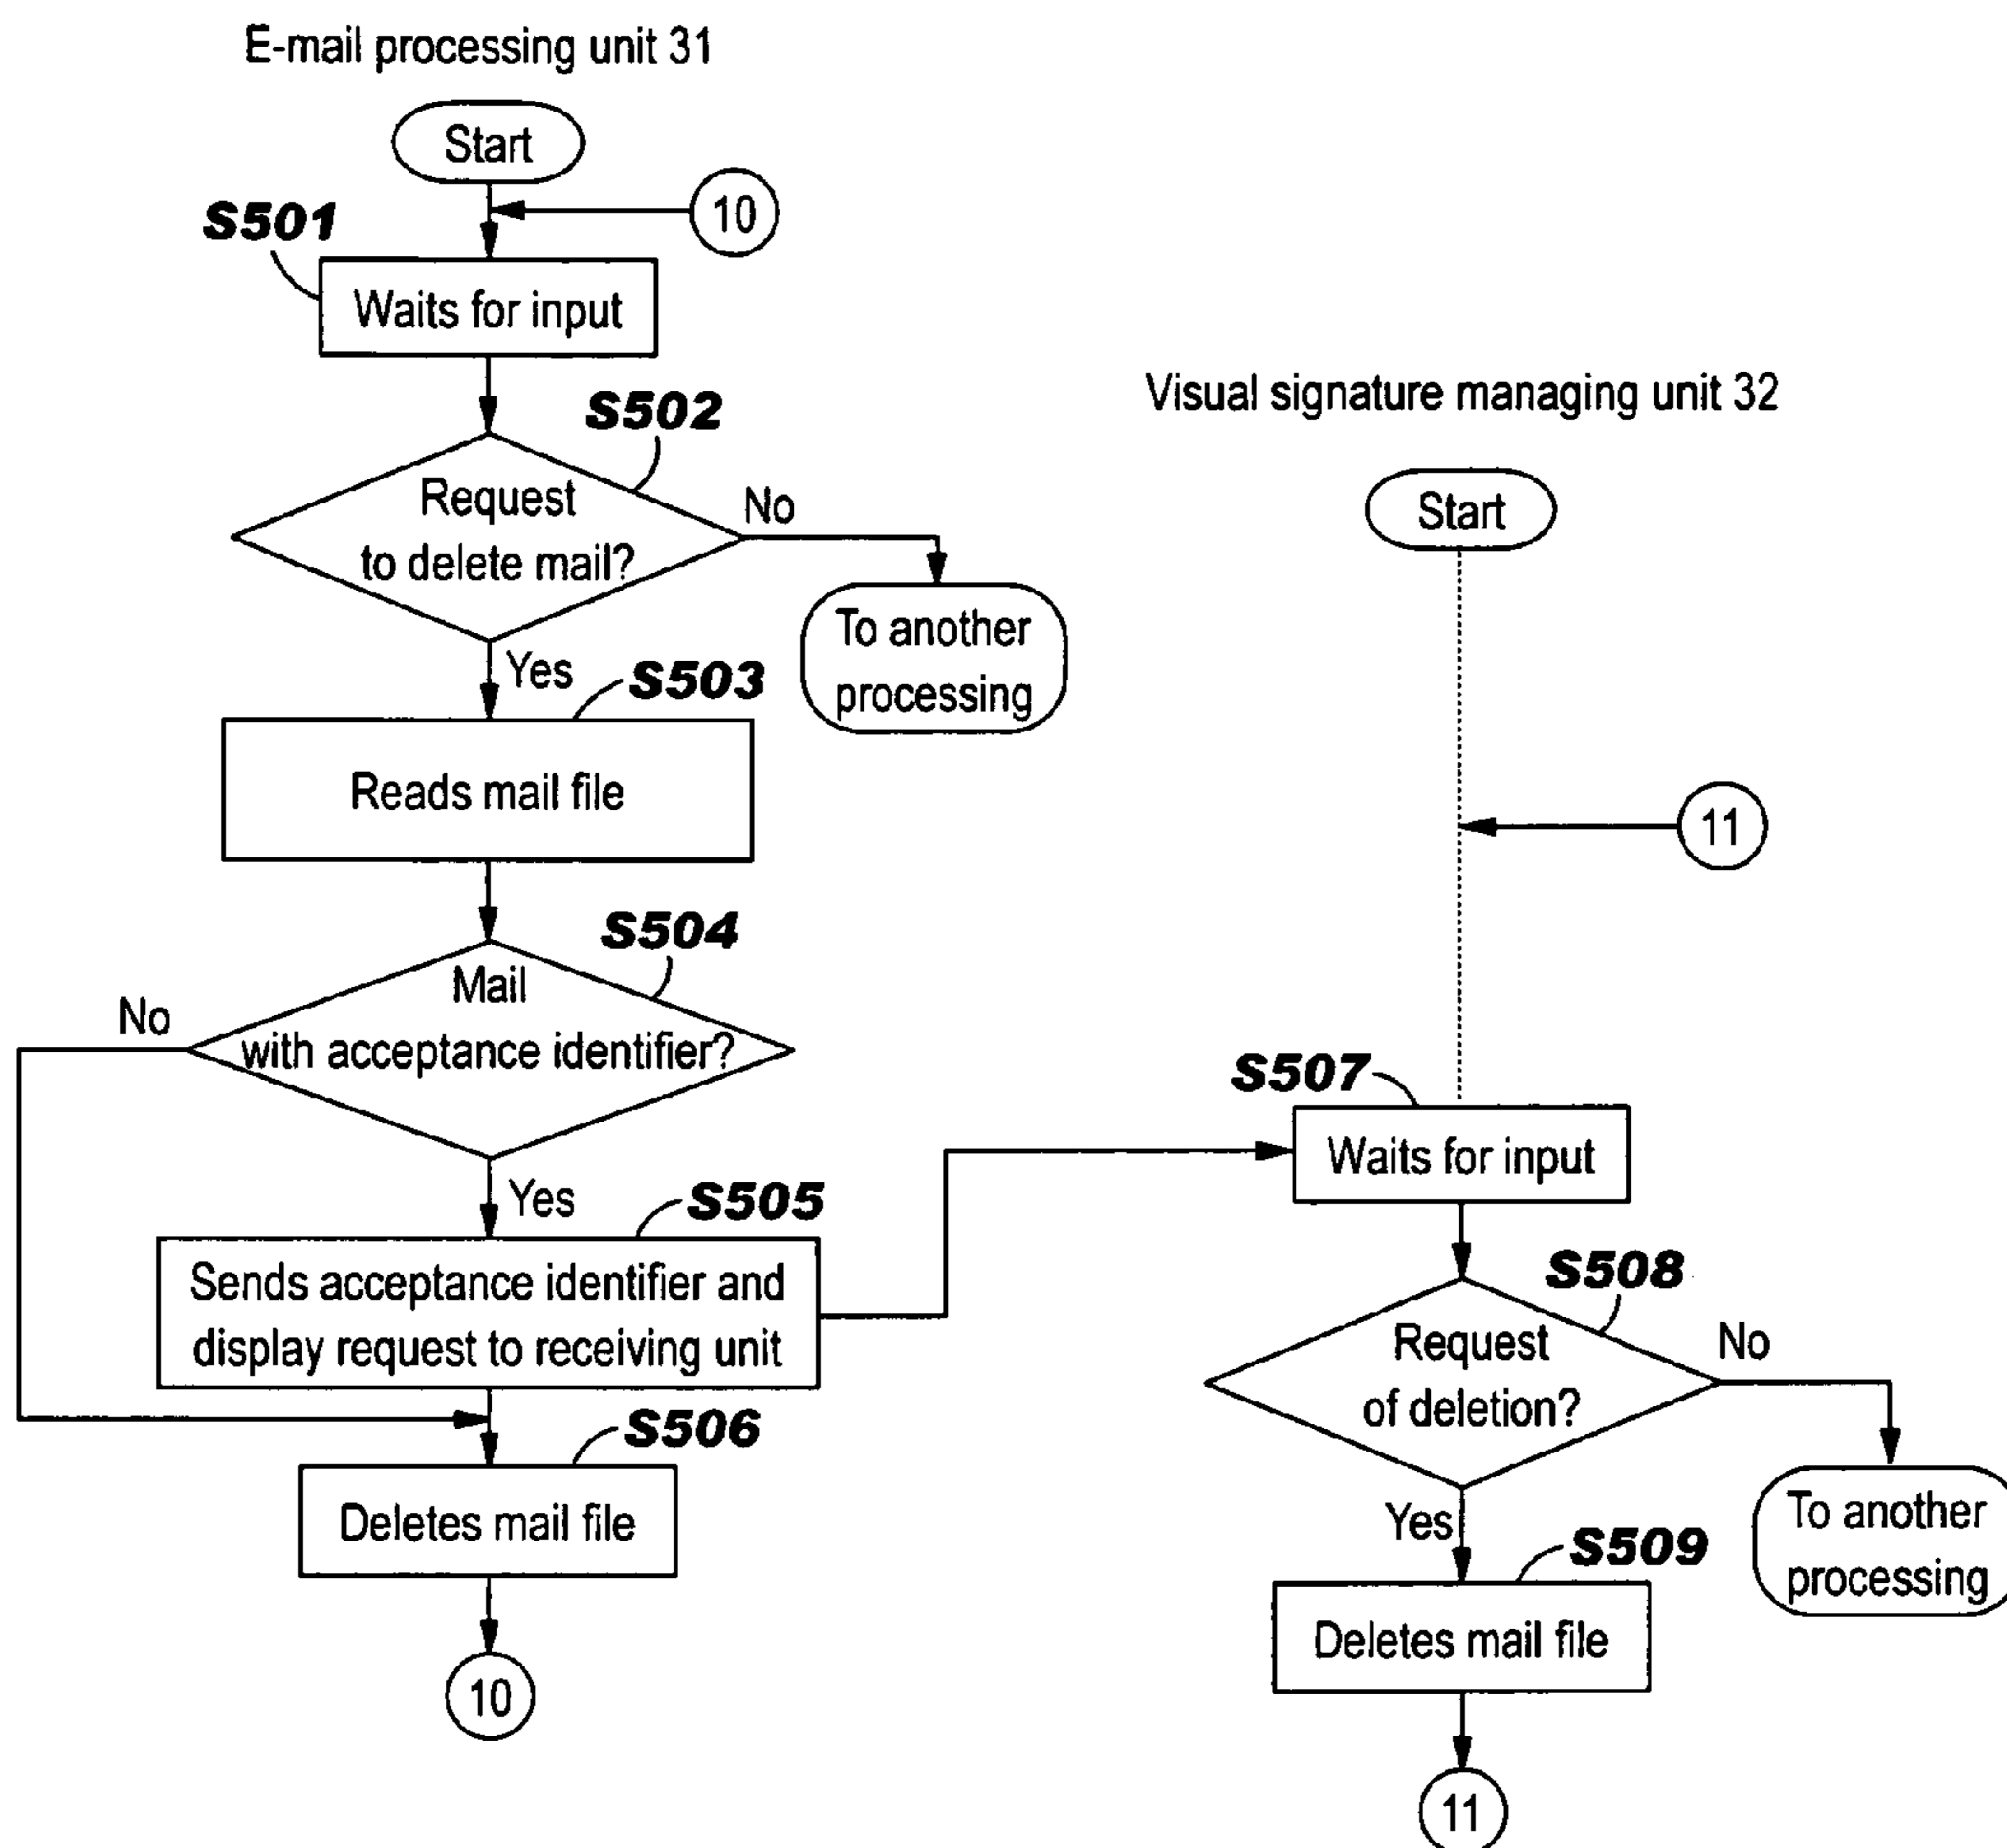 E-mail processing unit 31
Start
10
S501
Waits for input
S502
Request
to delete mail?
No
To another
processing
Yes
S503
Reads mail file
S504
Mail
with acceptance identifier?
No
Yes
S505
Sends acceptance identifier and
display request to receiving unit
S506
Deletes mail file
10
Visual signature managing unit 32
Start
11
S507
Waits for input
S508
Request
of deletion?
No
To another
processing
Yes
S509
Deletes mail file
11